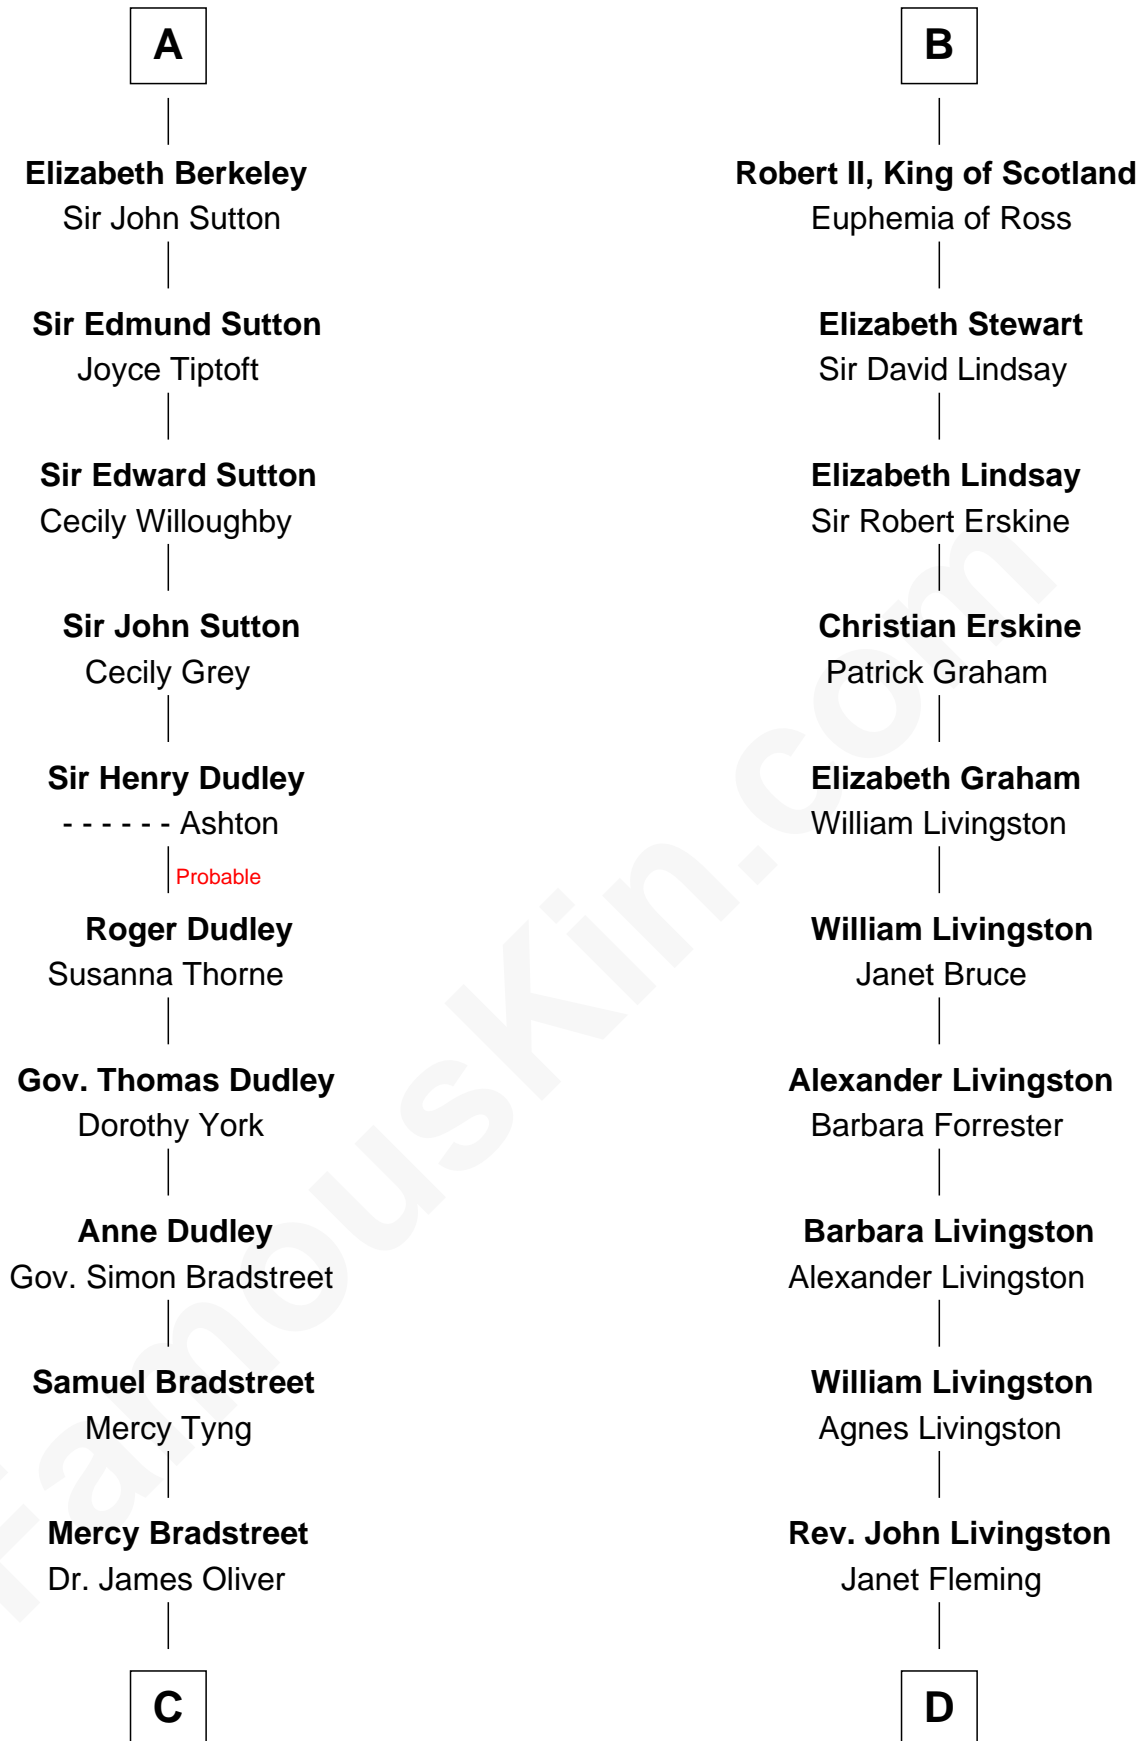 A
Elizabeth Berkeley
Sir John Sutton
Sir Edmund Sutton
Joyce Tiptoft
Sir Edward Sutton
Cecily Willoughby
Sir John Sutton
Cecily Grey
Sir Henry Dudley
- - - - - - Ashton
Probable
Roger Dudley
Susanna Thorne
Gov. Thomas Dudley
Dorothy York
Anne Dudley
Gov. Simon Bradstreet
Samuel Bradstreet
Mercy Tyng
Mercy Bradstreet
Dr. James Oliver
C
B
Robert II, King of Scotland
Euphemia of Ross
Elizabeth Stewart
Sir David Lindsay
Elizabeth Lindsay
Sir Robert Erskine
Christian Erskine
Patrick Graham
Elizabeth Graham
William Livingston
William Livingston
Janet Bruce
Alexander Livingston
Barbara Forrester
Barbara Livingston
Alexander Livingston
William Livingston
Agnes Livingston
Rev. John Livingston
Janet Fleming
D
FamousKin.com